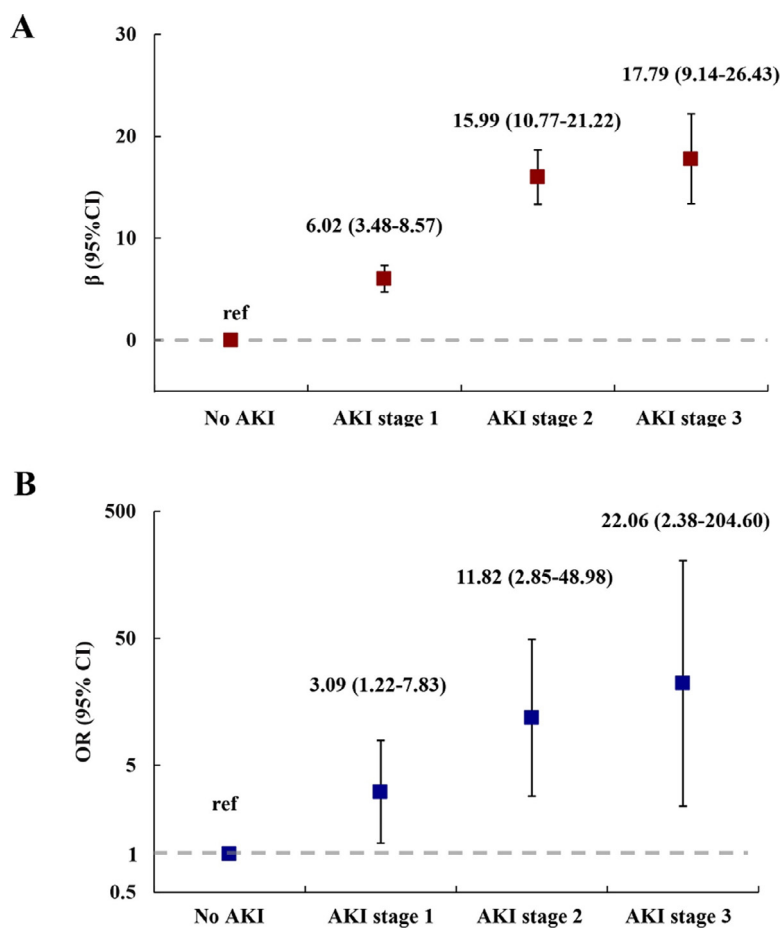 A
30
17.79 (9.14-26.43)
15.99 (10.77-21.22)
20
6.02 (3.48-8.57)
β (95%CI)
10
ref
0
No AKI AKI stage 1 AKI stage 2 AKI stage 3
B
500
22.06 (2.38-204.60)
11.82 (2.85-48.98)
50
3.09 (1.22-7.83)
OR (95% CI)
5
ref
1
0.5
No AKI AKI stage 1 AKI stage 2 AKI stage 3